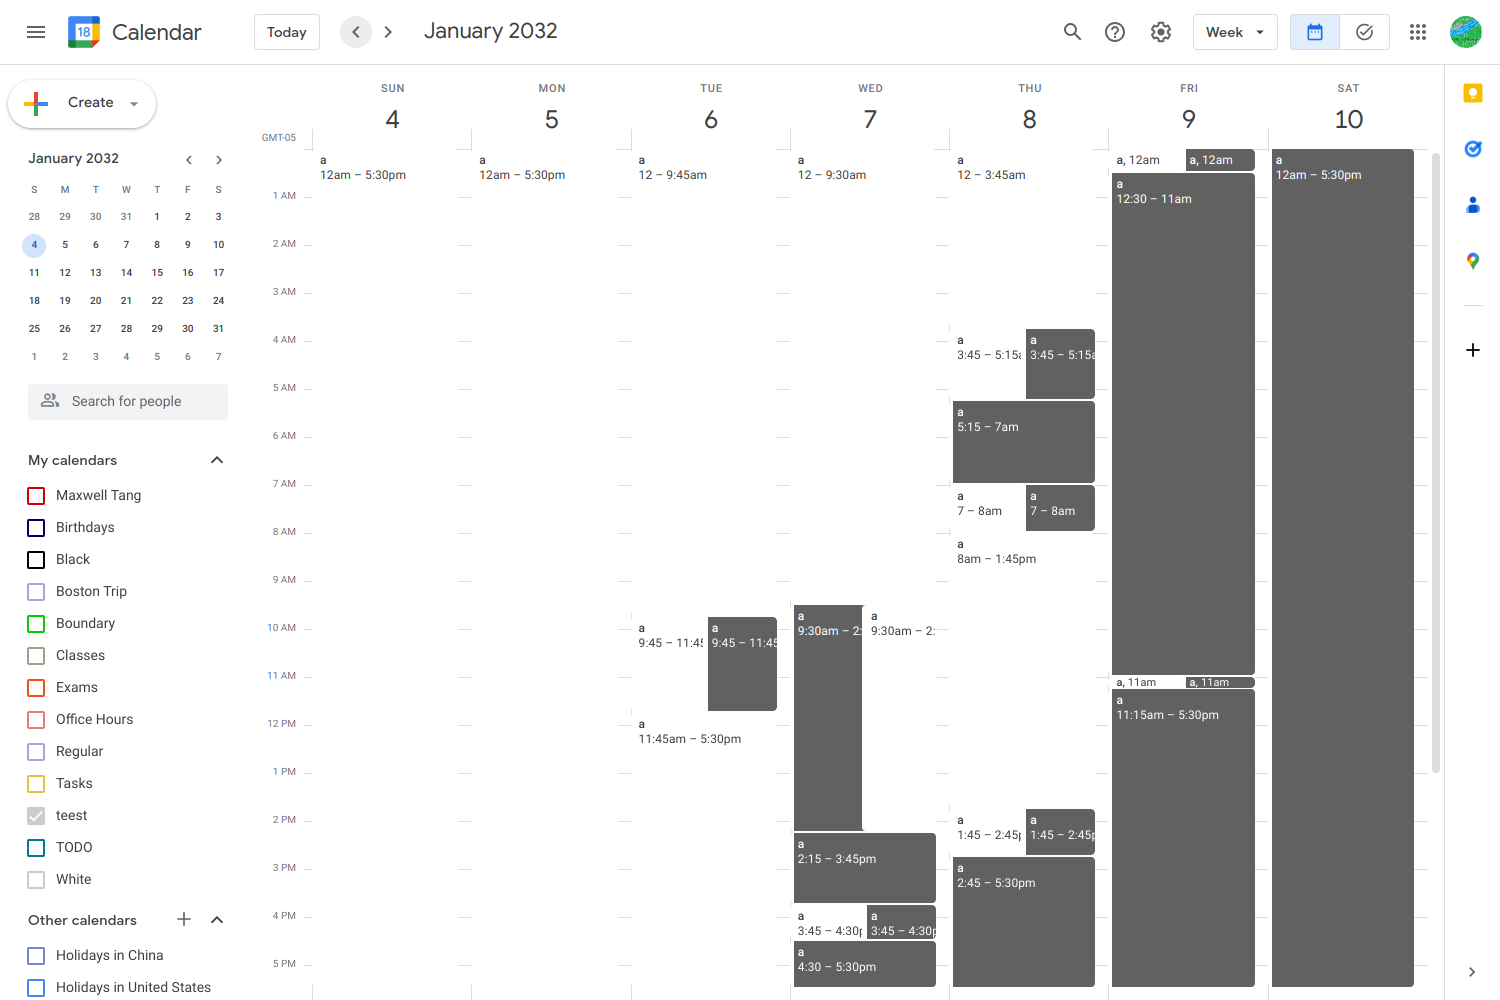 18 Calendar Today January 2032 Week
Create
January 2032
S M T W T F S
28 29 30 31 1 2 3
4 5 6 7 8 9 10
11 12 13 14 15 16 17
18 19 20 21 22 23 24
25 26 27 28 29 30 31
1 2 3 4 5 6 7
Search for people
My calendars
Maxwell Tang
Birthdays
Black
Boston Trip
Boundary
Classes
Exams
Office Hours
Regular
Tasks
teest
TODO
White
Other calendars
Holidays in China
Holidays in United States
SUN MON TUE WED THU FRI SAT
4 5 6 7 8 9 10
GMT-05
1 AM
2 AM
3 AM
4 AM
5 AM
6 AM
7 AM
8 AM
9 AM
10 AM
11 AM
12 PM
1 PM
2 PM
3 PM
4 PM
5 PM
a
12am – 5:30pm
a
12am – 5:30pm
a
12 – 9:45am
a
9:45 – 11:45
a
9:45 – 11:45
a
11:45am – 5:30pm
a
12 – 9:30am
a
9:30am – 2:
a
9:30am – 2:
a
2:15 – 3:45pm
a
3:45 – 4:30p
a
3:45 – 4:30p
a
4:30 – 5:30pm
a
12 – 3:45am
a
3:45 – 5:15a
a
3:45 – 5:15a
a
5:15 – 7am
a
7 – 8am
a
7 – 8am
a
8am – 1:45pm
a
1:45 – 2:45p
a
1:45 – 2:45p
a
2:45 – 5:30pm
a, 12am
a, 12am
a
12:30 – 11am
a, 11am
a, 11am
a
11:15am – 5:30pm
a
12am – 5:30pm